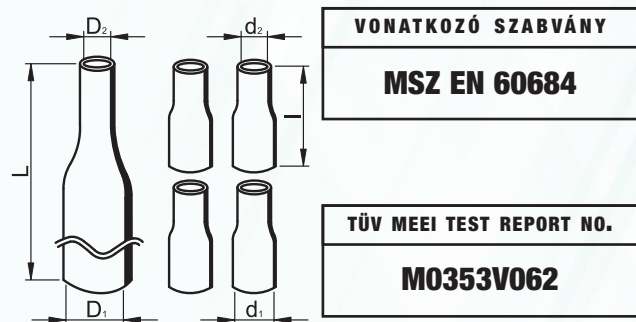 D₂
d₂
L
l
D₁
d₁
VONATKOZÓ SZABVÁNY
MSZ EN 60684
TÜV MEEI TEST REPORT NO.
M0353V062